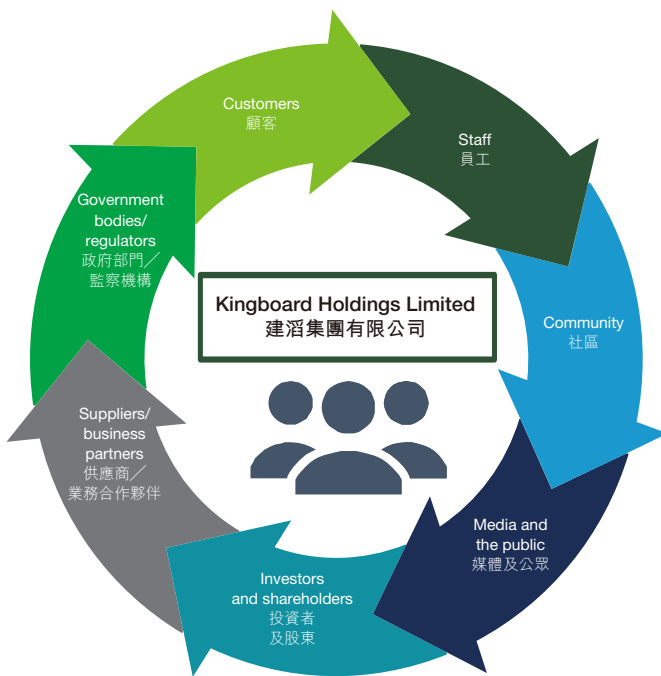 Customers
顧客
Staff
員工
Community
社區
Media and
the public
媒體及公眾
Investors
and shareholders
投資者
及股東
Suppliers/
business
partners
供應商／
業務合作夥伴
Government
bodies/
regulators
政府部門／
監察機構
Kingboard Holdings Limited
建滔集團有限公司